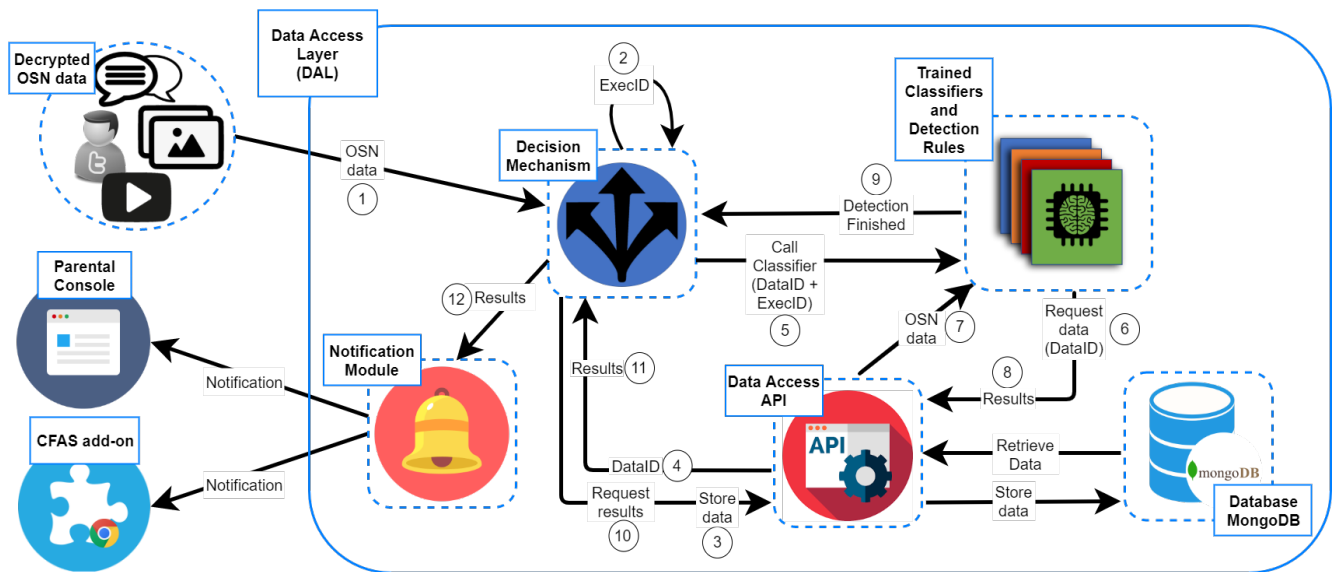 Decrypted
OSN data
Data Access
Layer
(DAL)
2
ExecID
Trained
Classifiers
and
Detection
Rules
Decision
Mechanism
OSN
data
1
9
Detection
Finished
Call
Classifier
(DataID +
ExecID)
5
Parental
Console
12
Results
Notification
Module
OSN
data
7
Request
data
(DataID)
6
Results
11
Data Access
API
8
Results
Notification
CFAS add-on
Notification
API
DataID
4
Retrieve
Data
mongoDB
Request
results
10
Store
data
3
Store
data
Database
MongoDB